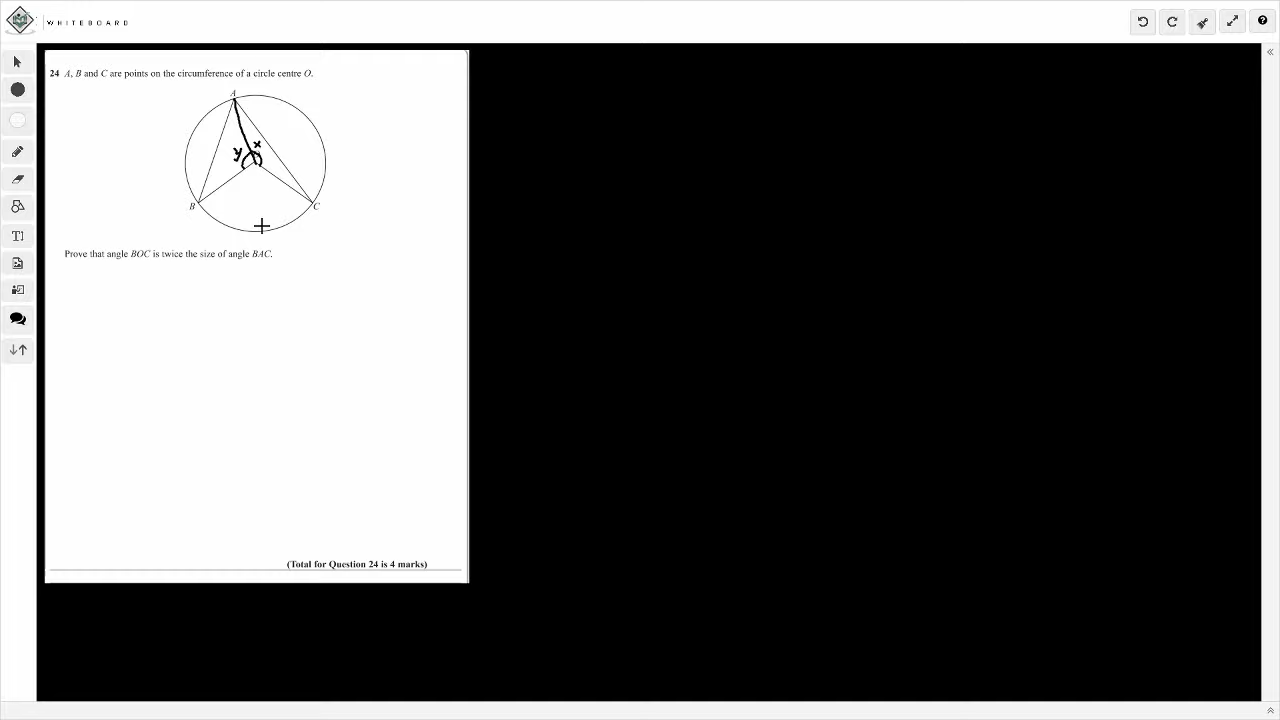 WHITEBOARD
24 A, B and C are points on the circumference of a circle centre O.
A
x
y
B
C
Prove that angle BOC is twice the size of angle BAC.
(Total for Question 24 is 4 marks)
T
?